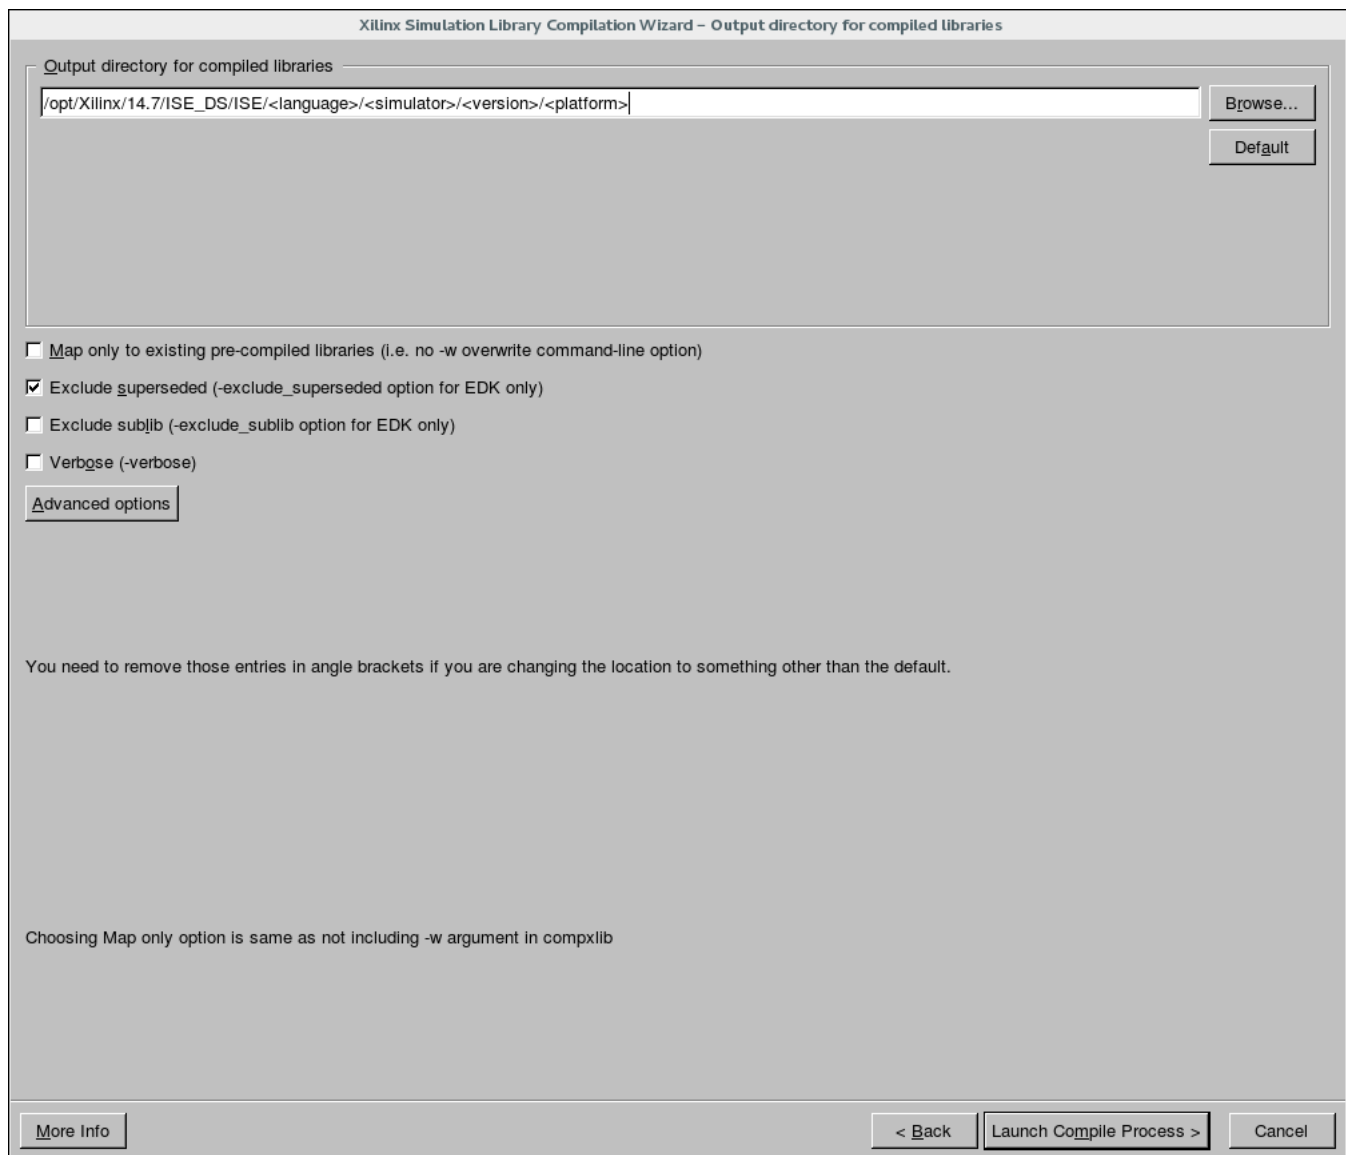 Xilinx Simulation Library Compilation Wizard – Output directory for compiled libraries
Output directory for compiled libraries
/opt/Xilinx/14.7/ISE_DS/ISE/<language>/<simulator>/<version>/<platform>
Browse...
Default
Map only to existing pre-compiled libraries (i.e. no -w overwrite command-line option)
Exclude superseded (-exclude_superseded option for EDK only)
Exclude sublib (-exclude_sublib option for EDK only)
Verbose (-verbose)
Advanced options
You need to remove those entries in angle brackets if you are changing the location to something other than the default.
Choosing Map only option is same as not including -w argument in compxlib
More Info
< Back
Launch Compile Process >
Cancel